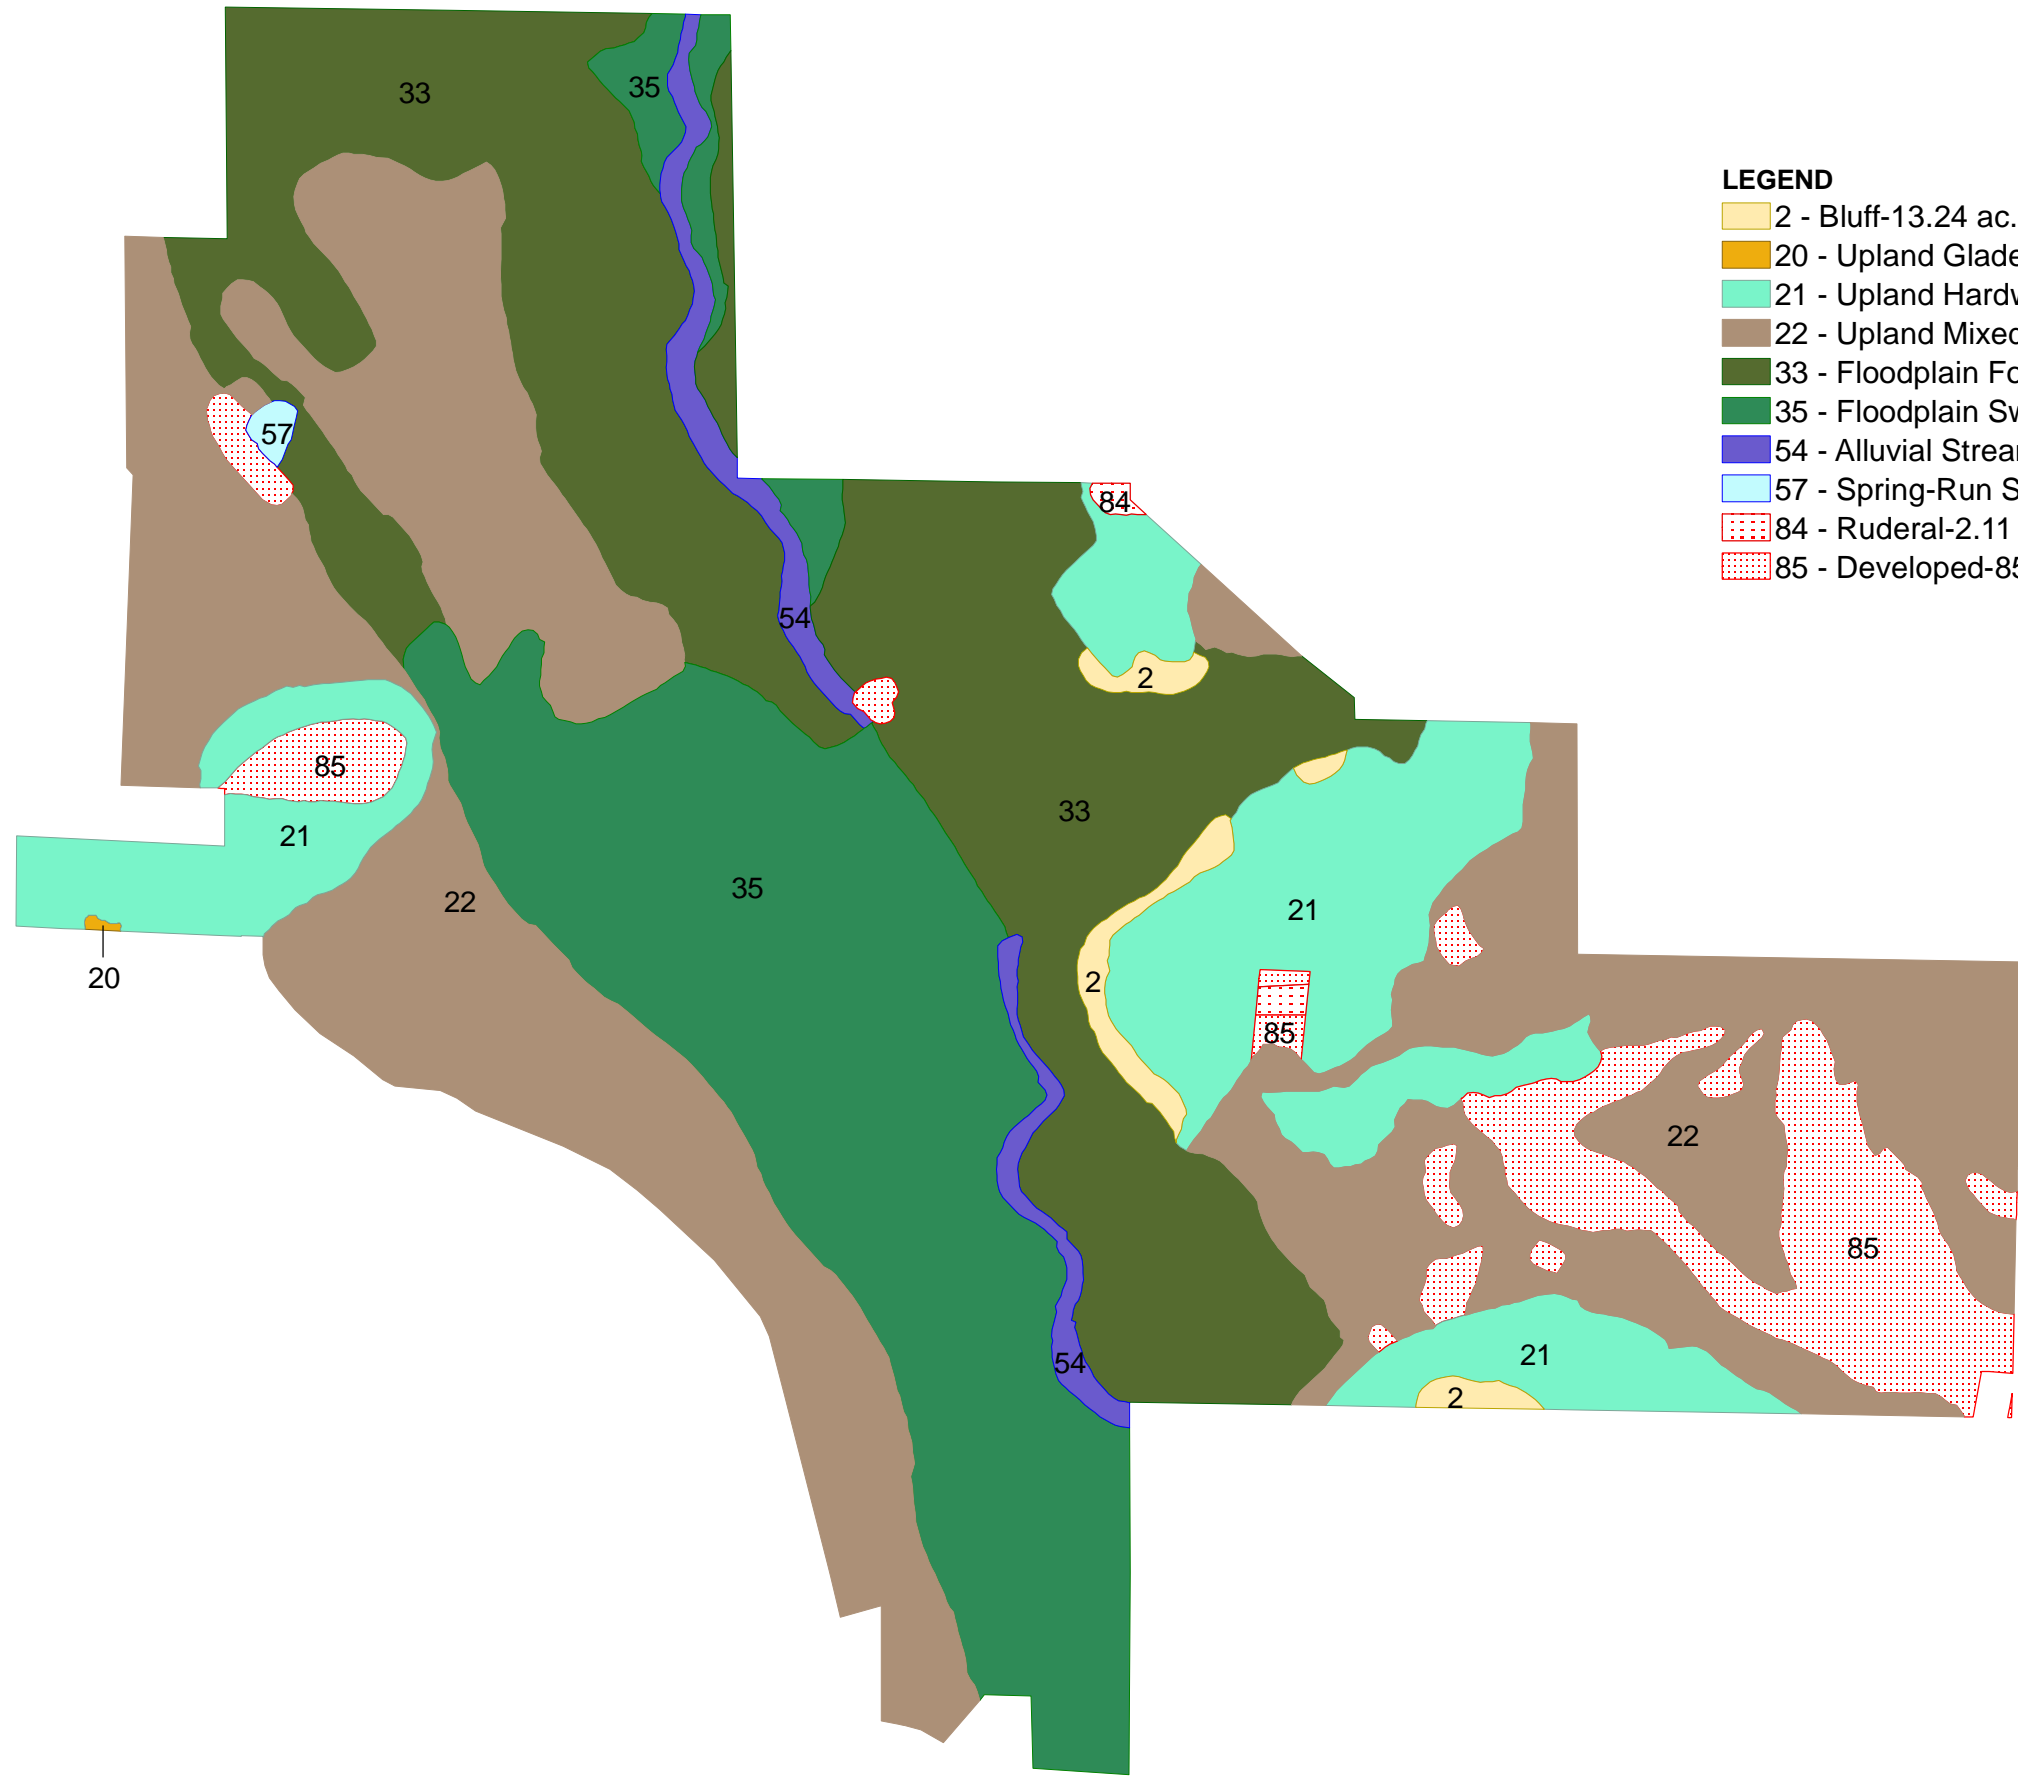 33
35
LEGEND
2 - Bluff-13.24 ac.
20 - Upland Glade
21 - Upland Hardw
22 - Upland Mixed
33 - Floodplain Fo
35 - Floodplain Sw
54 - Alluvial Strea
57 - Spring-Run S
84 - Ruderal-2.11
85 - Developed-85
57
84
54
2
85
33
21
22
35
21
20
2
85
22
85
21
54
2